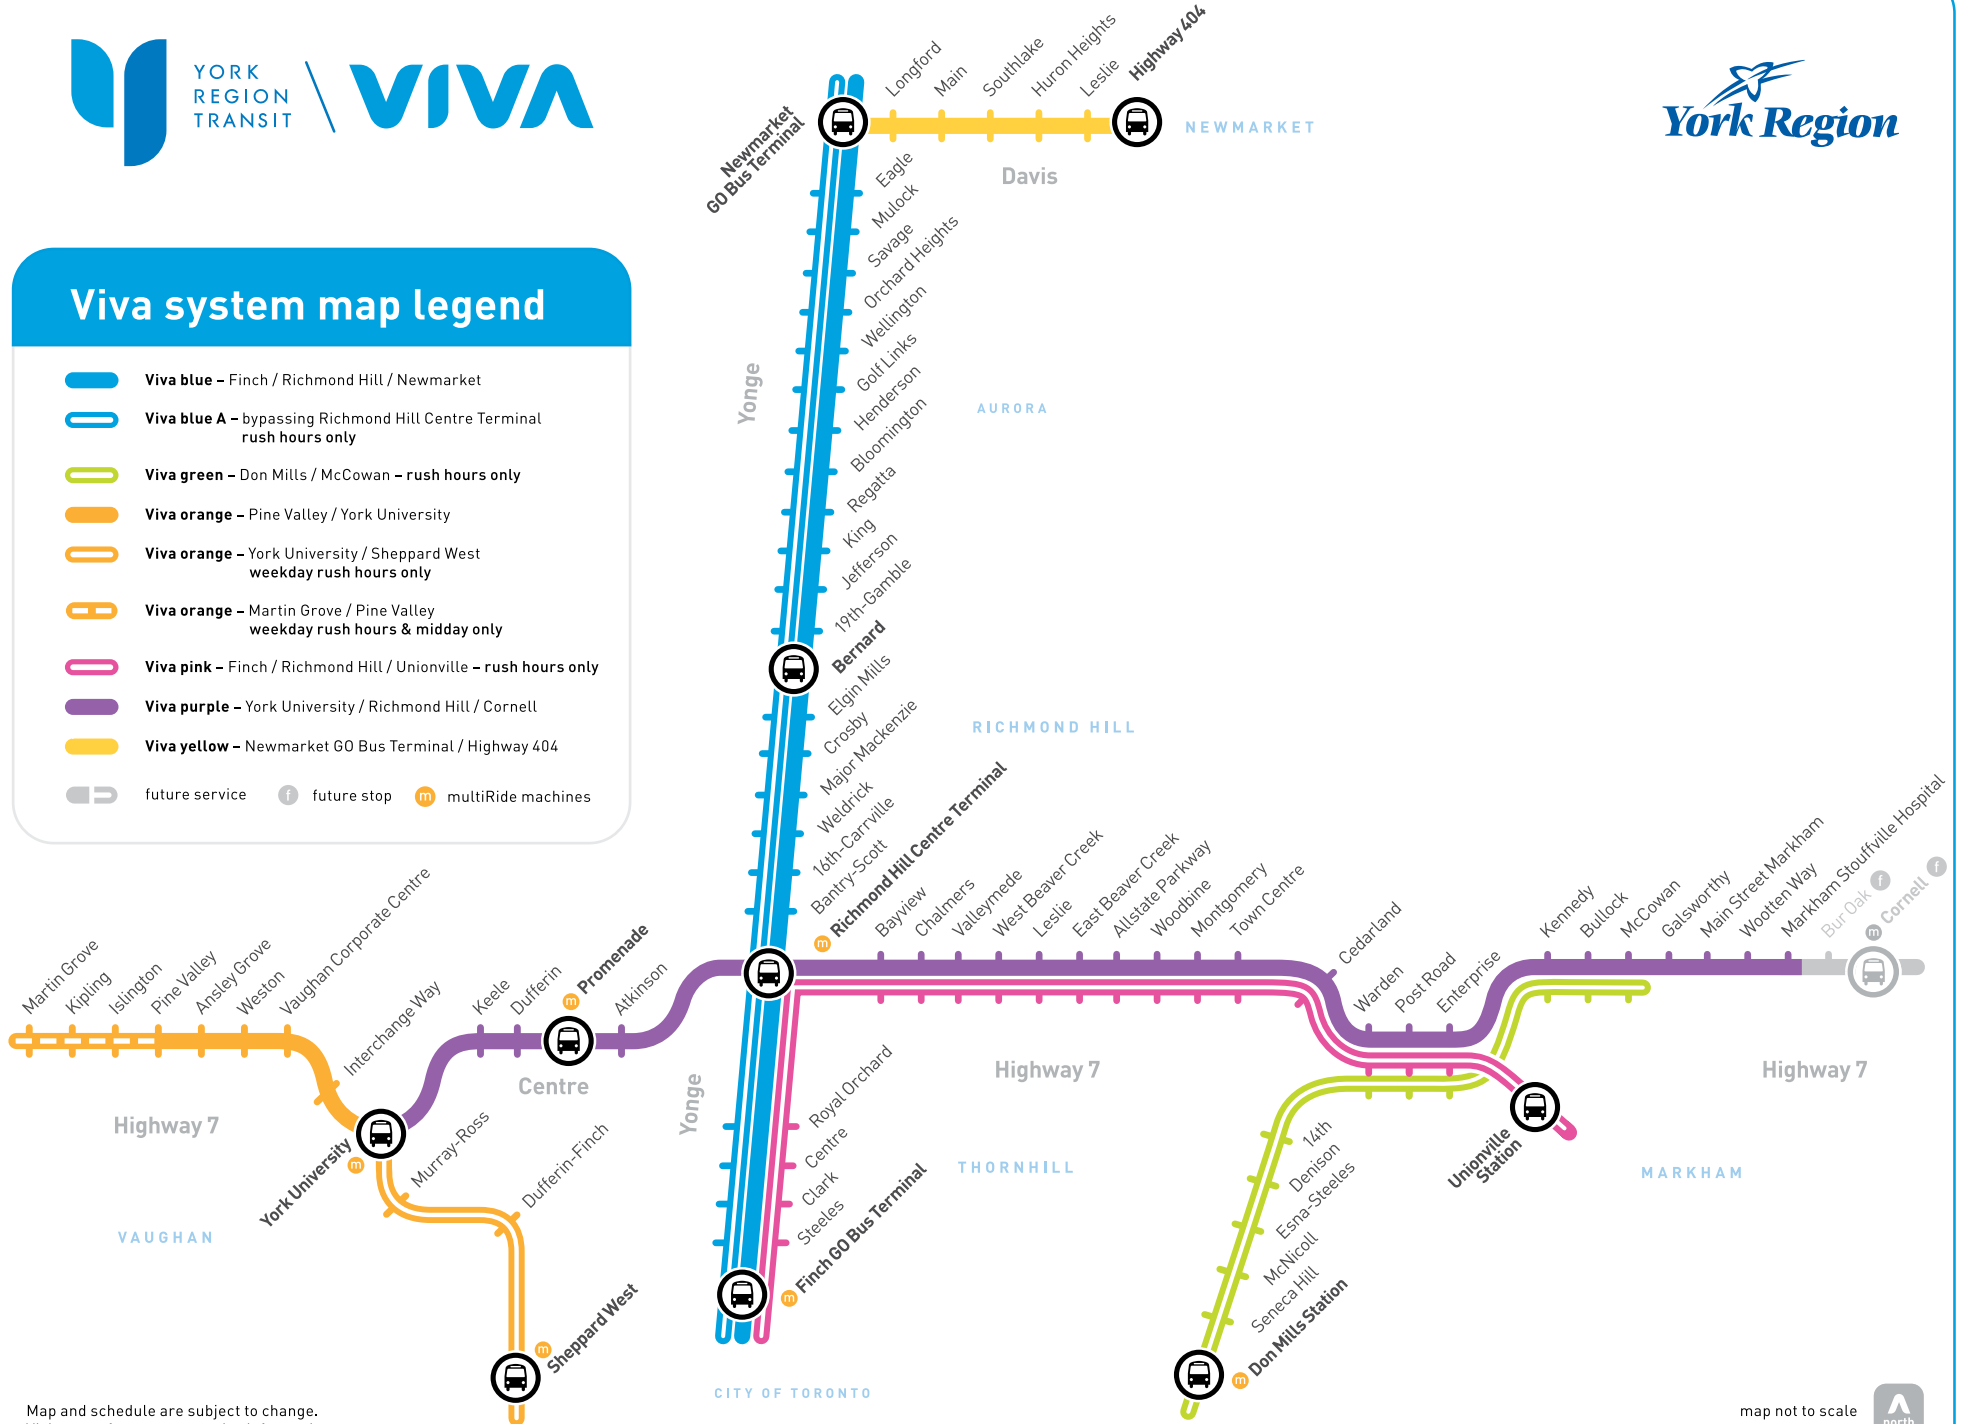 YORK
REGION
TRANSIT
VIVA
York Region
Viva system map legend
Viva blue – Finch / Richmond Hill / Newmarket
Viva blue A – bypassing Richmond Hill Centre Terminal
rush hours only
Viva green – Don Mills / McCowan – rush hours only
Viva orange – Pine Valley / York University
Viva orange – York University / Sheppard West
weekday rush hours only
Viva orange – Martin Grove / Pine Valley
weekday rush hours & midday only
Viva pink – Finch / Richmond Hill / Unionville – rush hours only
Viva purple – York University / Richmond Hill / Cornell
Viva yellow – Newmarket GO Bus Terminal / Highway 404
future service
f future stop
m multiRide machines
Newmarket
GO Bus Terminal
Longford
Main
Southlake
Huron Heights
Leslie
Highway 404
NEWMARKET
Davis
Eagle
Mulock
Savage
Orchard Heights
Wellington
Golf Links
Henderson
Bloomington
Regatta
King
Jefferson
19th-Gamble
Bernard
Elgin Mills
Crosby
Major Mackenzie
Weldrick
16th-Carrville
Bantry-Scott
m Richmond Hill Centre Terminal
Yonge
AURORA
RICHMOND HILL
Martin Grove
Kipling
Islington
Pine Valley
Ansley Grove
Weston
Vaughan Corporate Centre
Interchange Way
York University
m
Highway 7
VAUGHAN
Keele
Dufferin
m Promenade
Atkinson
Centre
Murray-Ross
Dufferin-Finch
m Sheppard West
Bayview
Chalmers
Valleymede
West Beaver Creek
Leslie
East Beaver Creek
Allstate Parkway
Woodbine
Montgomery
Town Centre
Cedarland
Warden
Post Road
Enterprise
Kennedy
Bullock
McCowan
Galsworthy
Main Street Markham
Wootten Way
Markham Stouffville Hospital
Bur Oak f
m Cornell f
Highway 7
Highway 7
Yonge
Royal Orchard
Centre
Clark
Steeles
m Finch GO Bus Terminal
THORNHILL
CITY OF TORONTO
14th
Denison
Esna-Steeles
McNicoll
Seneca Hill
m Don Mills Station
Unionville
Station
MARKHAM
Map and schedule are subject to change.
map not to scale
north